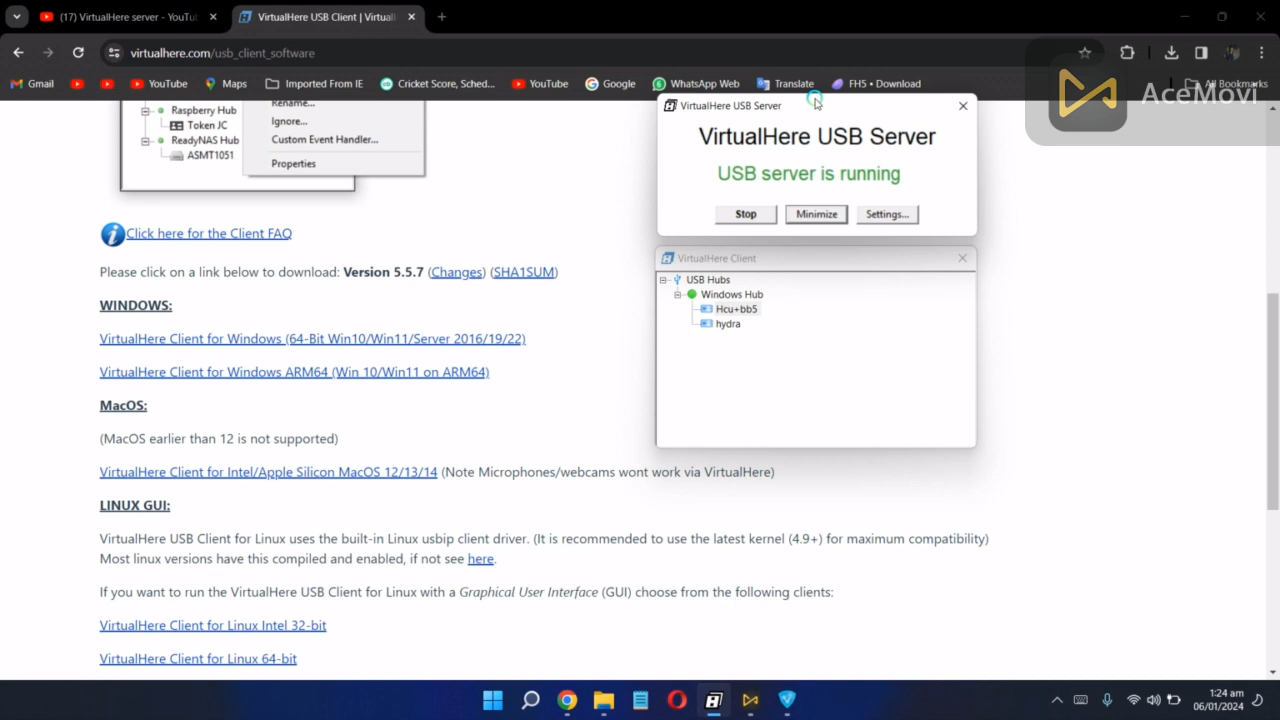 (17) VirtualHere server - YouTu
VirtualHere USB Client | Virtuall
virtualhere.com/usb_client_software
Gmail
YouTube
Maps
Imported From IE
Cricket Score, Sched...
YouTube
Google
WhatsApp Web
Translate
FH5 • Download
All Bookmarks
AceMovi
Raspberry Hub
Token JC
ReadyNAS Hub
ASMT1051
Rename...
Ignore...
Custom Event Handler...
Properties
VirtualHere USB Server
VirtualHere USB Server
USB server is running
Stop
Minimize
Settings...
VirtualHere Client
USB Hubs
Windows Hub
Hcu+bb5
hydra
Click here for the Client FAQ
Please click on a link below to download: Version 5.5.7 (Changes) (SHA1SUM)
WINDOWS:
VirtualHere Client for Windows (64-Bit Win10/Win11/Server 2016/19/22)
VirtualHere Client for Windows ARM64 (Win 10/Win11 on ARM64)
MacOS:
(MacOS earlier than 12 is not supported)
VirtualHere Client for Intel/Apple Silicon MacOS 12/13/14 (Note Microphones/webcams wont work via VirtualHere)
LINUX GUI:
VirtualHere USB Client for Linux uses the built-in Linux usbip client driver. (It is recommended to use the latest kernel (4.9+) for maximum compatibility)
Most linux versions have this compiled and enabled, if not see here.
If you want to run the VirtualHere USB Client for Linux with a Graphical User Interface (GUI) choose from the following clients:
VirtualHere Client for Linux Intel 32-bit
VirtualHere Client for Linux 64-bit
1:24 am
06/01/2024